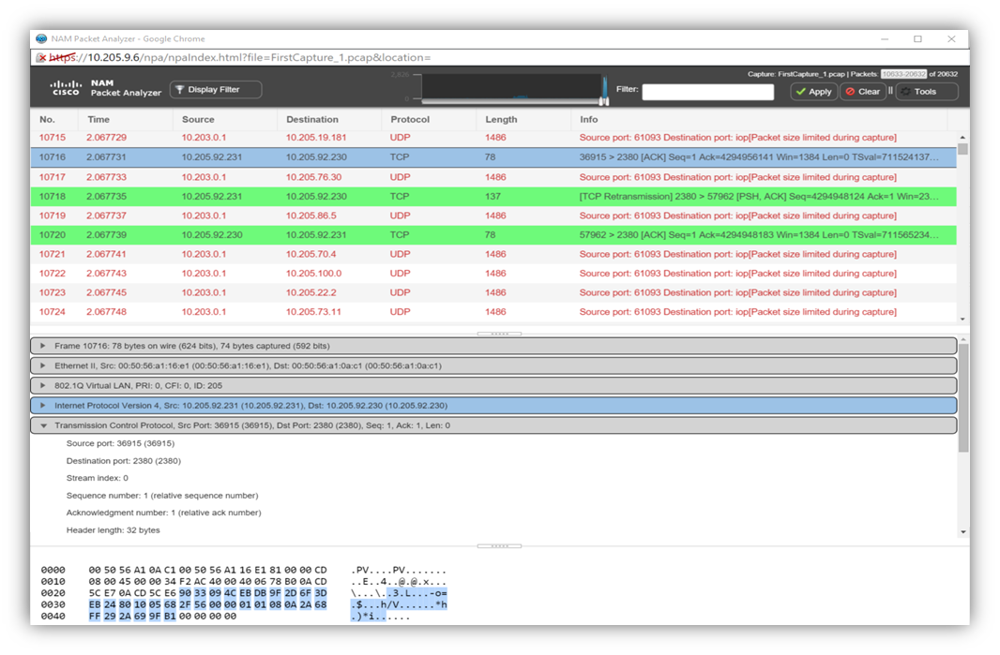 NAM Packet Analyzer - Google Chrome
https://10.205.9.6/npa/npaIndex.html?file=FirstCapture_1.pcap&location=
Capture: FirstCapture_1.pcap | Packets: 10633-20632 of 20632
CISCO NAM Packet Analyzer Display Filter 2,826 0 Filter: Apply Clear Tools
No. Time Source Destination Protocol Length Info
10715 2.067729 10.203.0.1 10.205.19.181 UDP 1486 Source port: 61093 Destination port: iop[Packet size limited during capture]
10716 2.067731 10.205.92.231 10.205.92.230 TCP 78 36915 > 2380 [ACK] Seq=1 Ack=4294956141 Win=1384 Len=0 TSval=711524137...
10717 2.067733 10.203.0.1 10.205.76.30 UDP 1486 Source port: 61093 Destination port: iop[Packet size limited during capture]
10718 2.067735 10.205.92.231 10.205.92.230 TCP 137 [TCP Retransmission] 2380 > 57962 [PSH, ACK] Seq=4294948124 Ack=1 Win=23...
10719 2.067737 10.203.0.1 10.205.86.5 UDP 1486 Source port: 61093 Destination port: iop[Packet size limited during capture]
10720 2.067739 10.205.92.230 10.205.92.231 TCP 78 57962 > 2380 [ACK] Seq=1 Ack=4294948183 Win=1384 Len=0 TSval=711565234...
10721 2.067741 10.203.0.1 10.205.70.4 UDP 1486 Source port: 61093 Destination port: iop[Packet size limited during capture]
10722 2.067743 10.203.0.1 10.205.100.0 UDP 1486 Source port: 61093 Destination port: iop[Packet size limited during capture]
10723 2.067745 10.203.0.1 10.205.22.2 UDP 1486 Source port: 61093 Destination port: iop[Packet size limited during capture]
10724 2.067748 10.203.0.1 10.205.73.11 UDP 1486 Source port: 61093 Destination port: iop[Packet size limited during capture]
Frame 10716: 78 bytes on wire (624 bits), 74 bytes captured (592 bits)
Ethernet II, Src: 00:50:56:a1:16:e1 (00:50:56:a1:16:e1), Dst: 00:50:56:a1:0a:c1 (00:50:56:a1:0a:c1)
802.1Q Virtual LAN, PRI: 0, CFI: 0, ID: 205
Internet Protocol Version 4, Src: 10.205.92.231 (10.205.92.231), Dst: 10.205.92.230 (10.205.92.230)
Transmission Control Protocol, Src Port: 36915 (36915), Dst Port: 2380 (2380), Seq: 1, Ack: 1, Len: 0
Source port: 36915 (36915)
Destination port: 2380 (2380)
Stream index: 0
Sequence number: 1 (relative sequence number)
Acknowledgment number: 1 (relative ack number)
Header length: 32 bytes
0000 00 50 56 A1 0A C1 00 50 56 A1 16 E1 81 00 00 CD .PV....PV.......
0010 08 00 45 00 00 34 F2 AC 40 00 40 06 78 B0 0A CD ..E..4..@.@.x...
0020 5C E7 0A CD 5C E6 90 33 09 4C EB DB 9F 2D 6F 3D \...\..3.L...-o=
0030 EB 24 80 10 05 68 2F 56 00 00 01 01 08 0A 2A 68 .$...h/V......*h
0040 FF 29 2A 69 9F B1 00 00 00 00 .)*i......